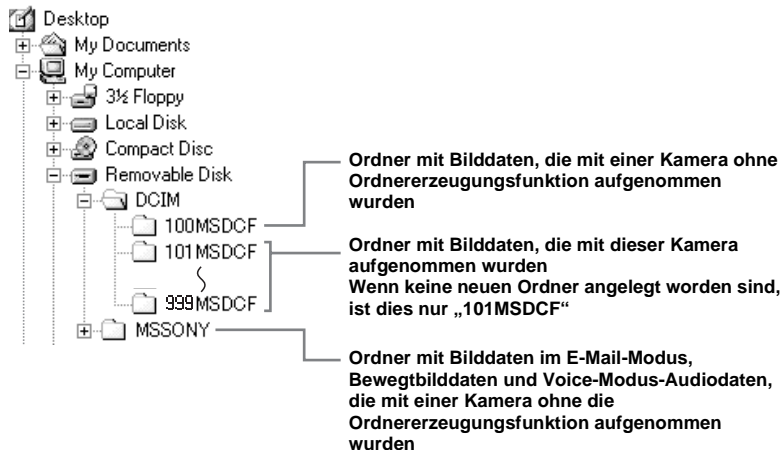 Desktop
My Documents
My Computer
3½ Floppy
Local Disk
Compact Disc
Removable Disk
DCIM
100MSDCF
101MSDCF
999MSDCF
MSSONY
Ordner mit Bilddaten, die mit einer Kamera ohne
Ordnererzeugungsfunktion aufgenommen
wurden
Ordner mit Bilddaten, die mit dieser Kamera
aufgenommen wurden
Wenn keine neuen Ordner angelegt worden sind,
ist dies nur „101MSDCF“
Ordner mit Bilddaten im E-Mail-Modus,
Bewegtbilddaten und Voice-Modus-Audiodaten,
die mit einer Kamera ohne die
Ordnererzeugungsfunktion aufgenommen
wurden